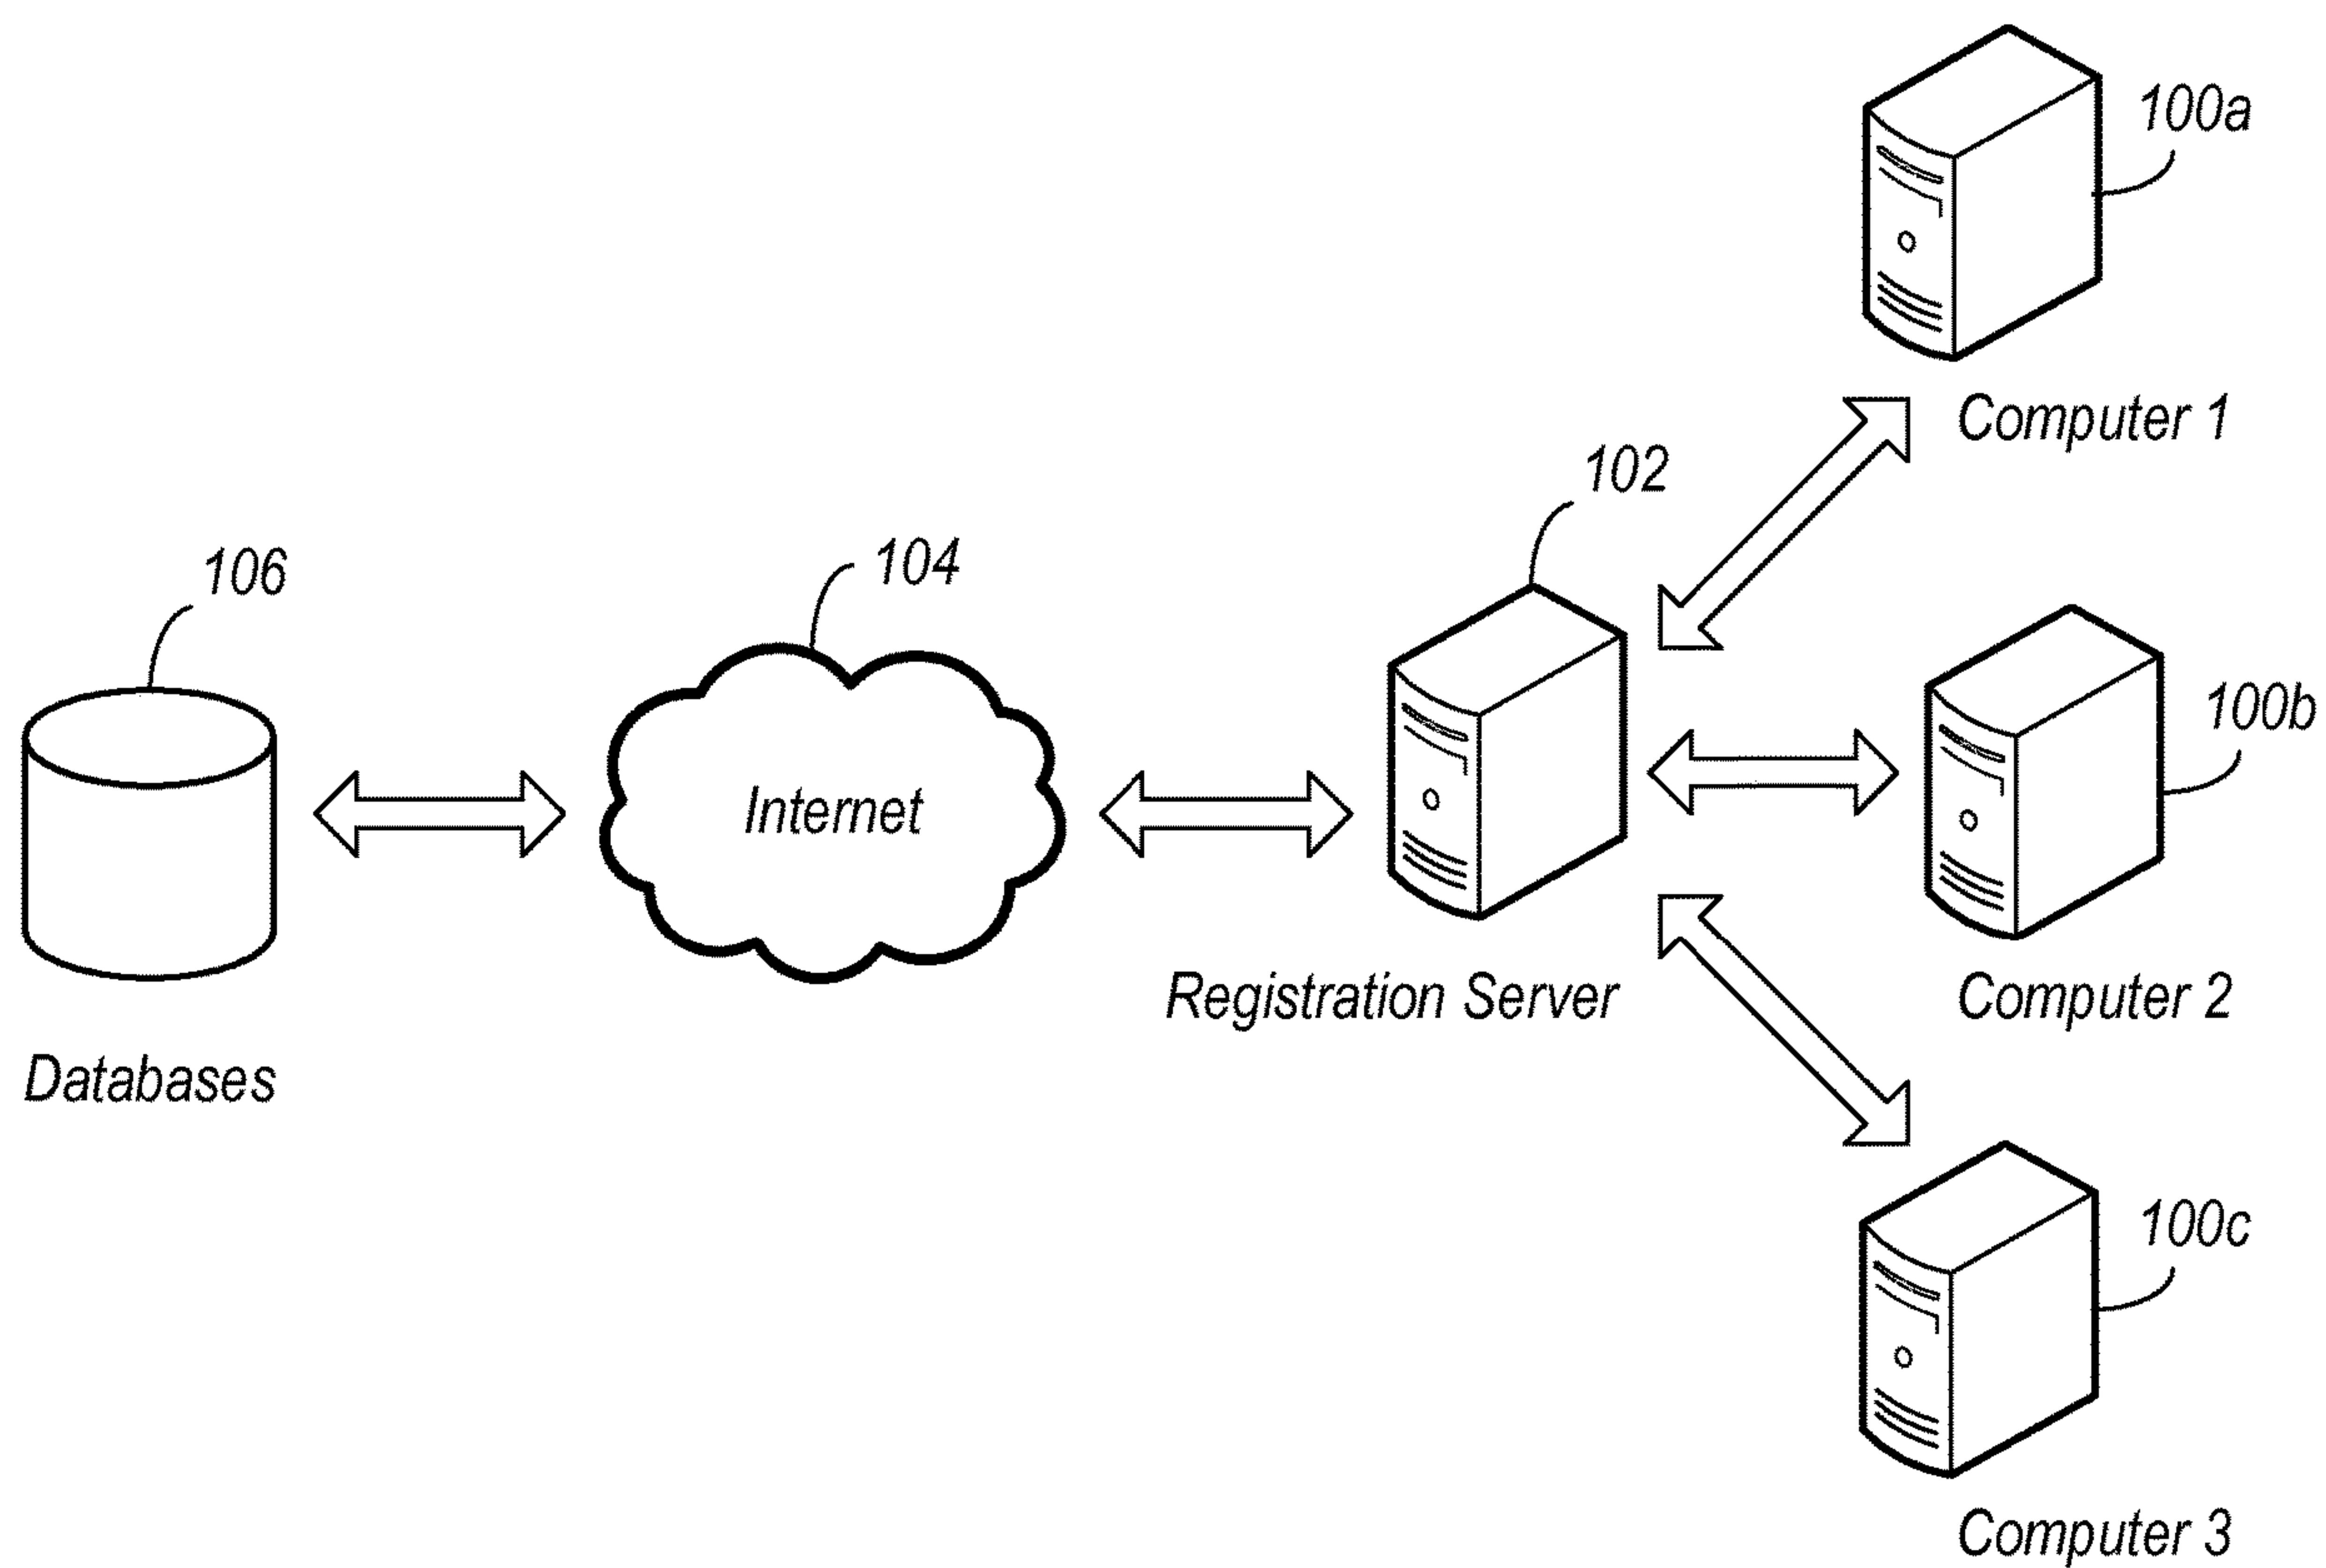 100a
Computer 1
102
104
106
100b
Internet
Registration Server
Computer 2
Databases
100c
Computer 3